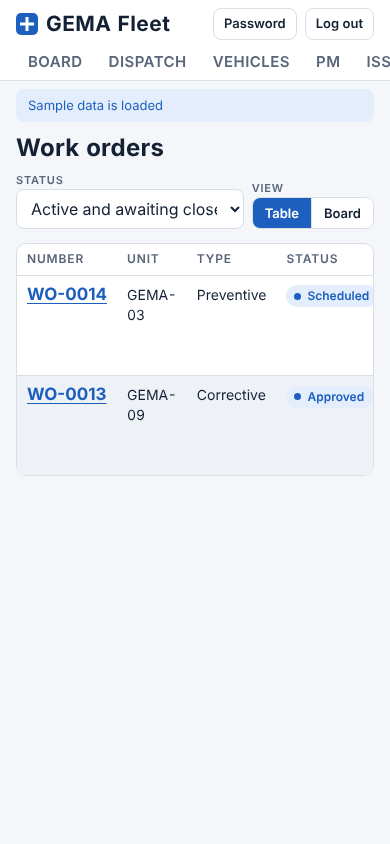 GEMA Fleet
Password
Log out
BOARD DISPATCH VEHICLES PM ISS
Sample data is loaded
Work orders
STATUS
VIEW
Active and awaiting close
Table
Board
NUMBER UNIT TYPE STATUS
WO-0014 GEMA-03 Preventive Scheduled
WO-0013 GEMA-09 Corrective Approved